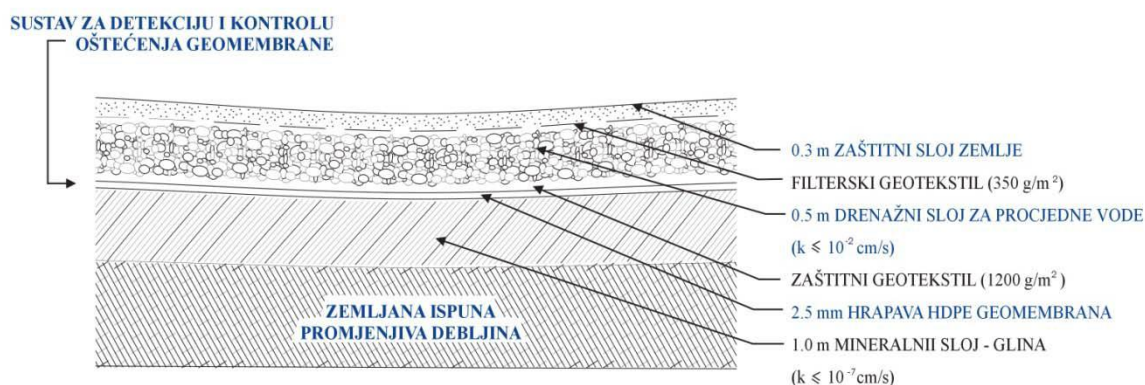 SUSTAV ZA DETEKCIJU I KONTROLU
OŠTEĆENJA GEOMEMBRANE
0.3 m ZAŠTITNI SLOJ ZEMLJE
FILTERSKI GEOTEKSTIL (350 g/m²)
0.5 m DRENAŽNI SLOJ ZA PROCJEDNE VODE
(k ⩽ 10⁻² cm/s)
ZAŠTITNI GEOTEKSTIL (1200 g/m²)
2.5 mm HRAPAVA HDPE GEOMEMBRANA
1.0 m MINERALNII SLOJ - GLINA
(k ⩽ 10⁻⁷ cm/s)
ZEMLJANA ISPUNA
PROMJENJIVA DEBLJINA